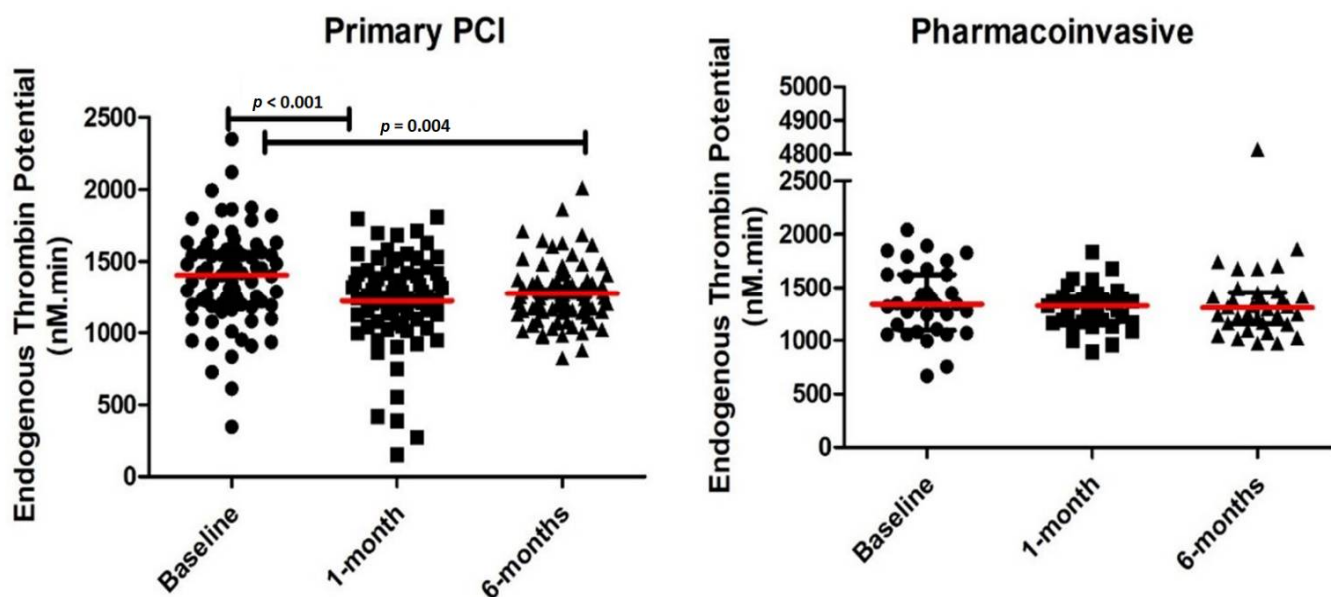 Primary PCI
Endogenous Thrombin Potential
(nM.min)
2500
2000
1500
1000
500
0
p < 0.001
p = 0.004
Baseline
1-month
6-months
Pharmacoinvasive
Endogenous Thrombin Potential
(nM.min)
5000
4900
4800
2500
2000
1500
1000
500
0
Baseline
1-month
6-months